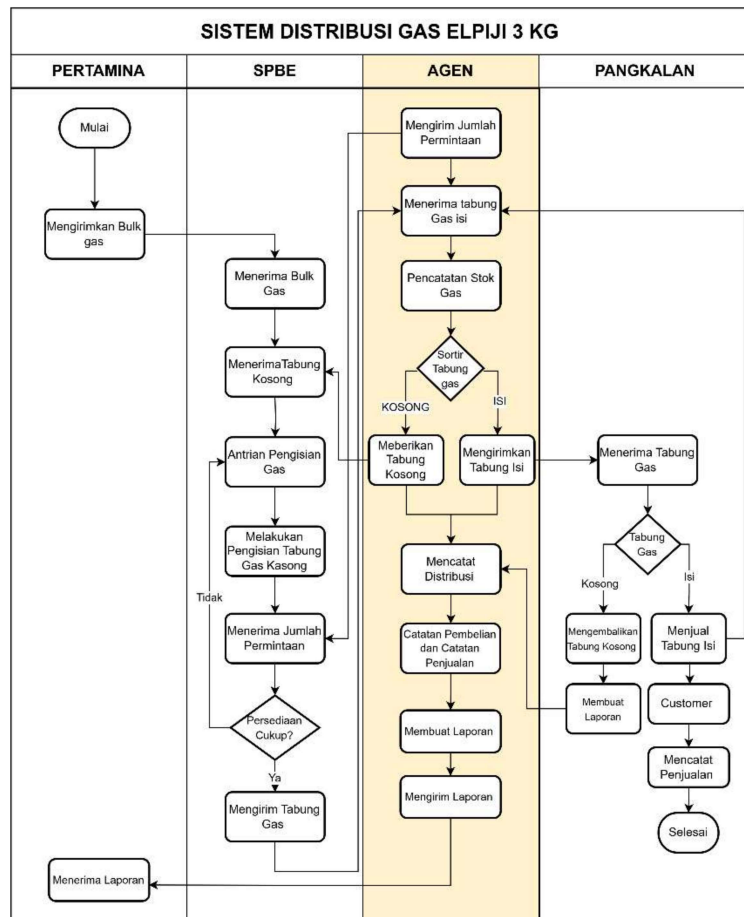 SISTEM DISTRIBUSI GAS ELPIJI 3 KG
PERTAMINA
SPBE
AGEN
PANGKALAN
Mulai
Mengirimkan Bulk
gas
Menerima Bulk
Gas
MenerimaTabung
Kosong
Antrian Pengisian
Gas
Melakukan
Pengisian Tabung
Gas Kasong
Tidak
Menerima Jumlah
Permintaan
Persediaan
Cukup?
Ya
Mengirim Tabung
Gas
Menerima Laporan
Mengirim Jumlah
Permintaan
Menerima tabung
Gas isi
Pencatatan Stok
Gas
Sortir
Tabung
gas
KOSONG
ISI
Meberikan
Tabung
Kosong
Mengirimkan
Tabung Isi
Mencatat
Distribusi
Catatan Pembelian
dan Catatan
Penjualan
Membuat Laporan
Mengirim Laporan
Menerima Tabung
Gas
Tabung
Gas
Kosong
Isi
Mengembalikan
Tabung Kosong
Menjual
Tabung Isi
Membuat
Laporan
Customer
Mencatat
Penjualan
Selesai